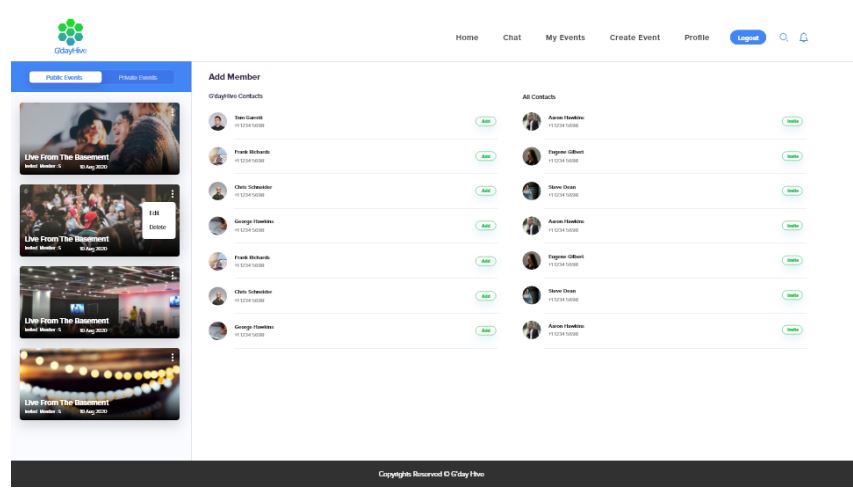 G'dayHive
Home Chat My Events Create Event Profile Logout
Public Events Private Events
Live From The Basement
Invited Member : 5 10 Aug 2020
Edit
Delete
Live From The Basement
Invited Member : 5 10 Aug 2020
Live From The Basement
Invited Member : 5 10 Aug 2020
Live From The Basement
Invited Member : 5 10 Aug 2020
Add Member
G'dayHive Contacts
Tom Garrett
+1 1234 5698
Add
Frank Richards
+1 1234 5698
Add
Chris Schneider
+1 1234 5698
Add
George Hawkins
+1 1234 5698
Add
Frank Richards
+1 1234 5698
Add
Chris Schneider
+1 1234 5698
Add
George Hawkins
+1 1234 5698
Add
All Contacts
Aaron Hawkins
+1 1234 5698
Invite
Eugene Gilbert
+1 1234 5698
Invite
Steve Dean
+1 1234 5698
Invite
Aaron Hawkins
+1 1234 5698
Invite
Eugene Gilbert
+1 1234 5698
Invite
Steve Dean
+1 1234 5698
Invite
Aaron Hawkins
+1 1234 5698
Invite
Copyrights Reserved © G'day Hive